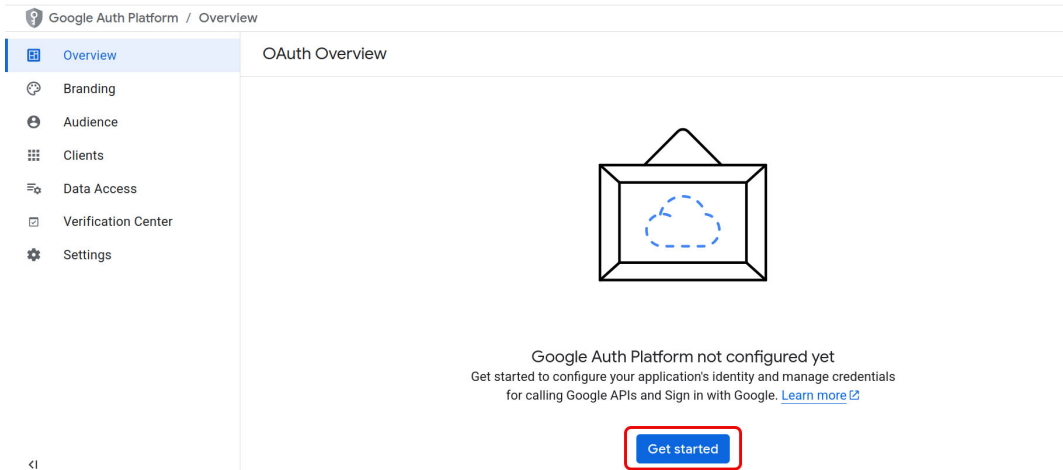 Google Auth Platform / Overview
Overview
Branding
Audience
Clients
Data Access
Verification Center
Settings
OAuth Overview
Google Auth Platform not configured yet
Get started to configure your application's identity and manage credentials
for calling Google APIs and Sign in with Google. Learn more
Get started